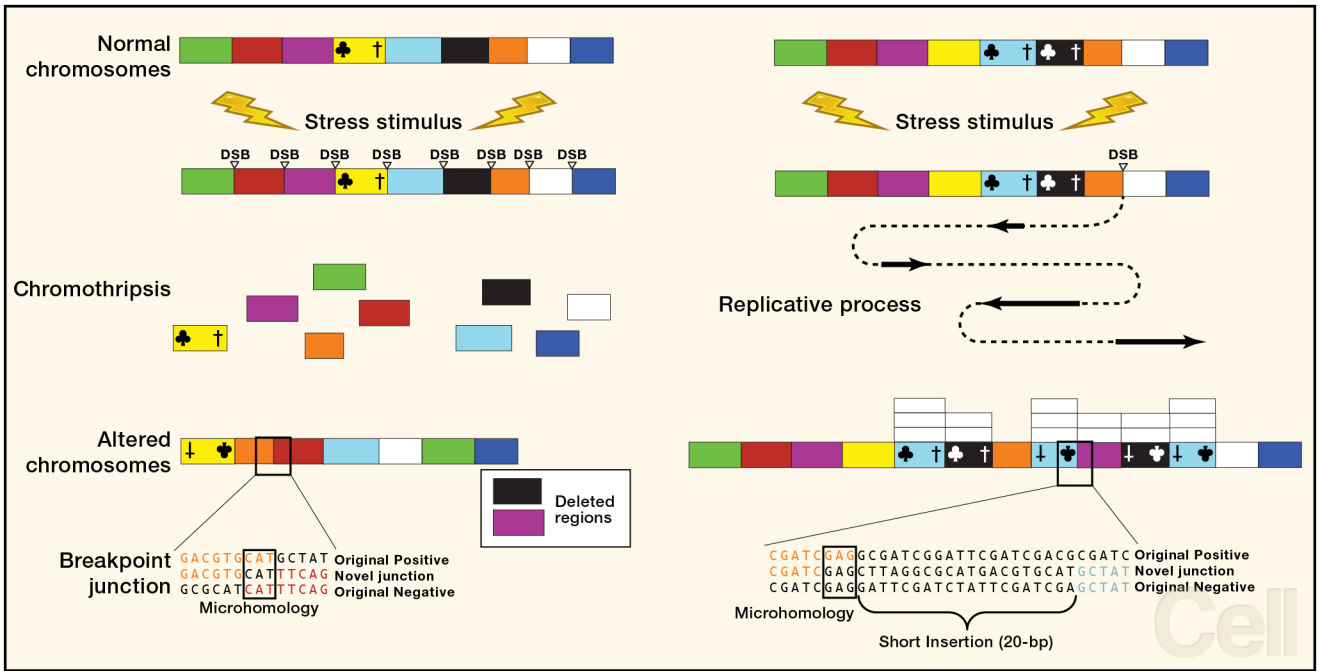 Normal
chromosomes
♣ †
♣ † ♣ †
Stress stimulus
Stress stimulus
DSB DSB DSB DSB DSB DSB DSB DSB
DSB
♣ †
♣ † ♣ †
Chromothripsis
♣ †
Replicative process
Altered
chromosomes
Deleted
regions
Breakpoint
junction
GACGTGCATGCTAT Original Positive
GACGTGCATTTCAG Novel junction
GCGCATCATTTCAG Original Negative
Microhomology
CGATCGAGGCGATCGGATTCGATCGACGCGATC Original Positive
CGATCGAGCTTAGGCGCATGACGTGCATGCTAT Novel junction
CGATCGAGGATTCGATCTATTCGATCGAGCTAT Original Negative
Microhomology
Short Insertion (20-bp)
Cell